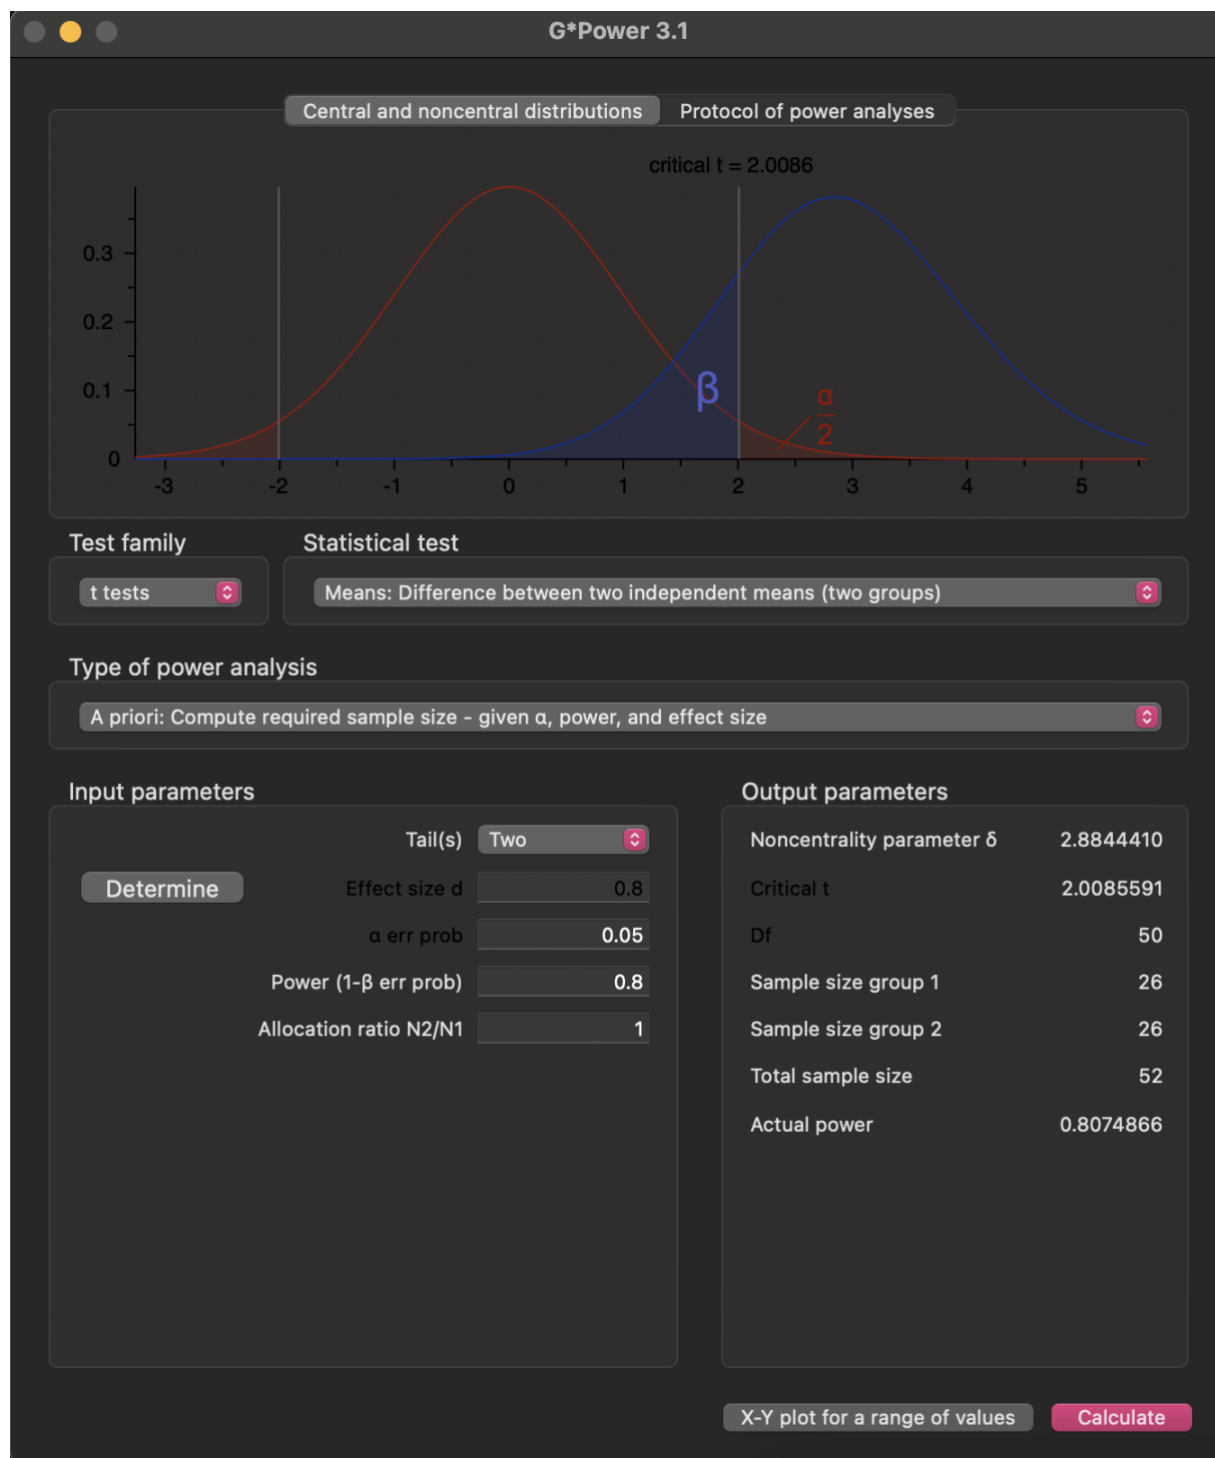 G*Power 3.1
Central and noncentral distributions Protocol of power analyses
critical t = 2.0086
0.3
0.2
0.1
0
β
α
2
-3 -2 -1 0 1 2 3 4 5
Test family Statistical test
t tests Means: Difference between two independent means (two groups)
Type of power analysis
A priori: Compute required sample size - given α, power, and effect size
Input parameters Output parameters
Tail(s) Two Noncentrality parameter δ 2.8844410
Determine Effect size d 0.8 Critical t 2.0085591
α err prob 0.05 Df 50
Power (1-β err prob) 0.8 Sample size group 1 26
Allocation ratio N2/N1 1 Sample size group 2 26
Total sample size 52
Actual power 0.8074866
X-Y plot for a range of values Calculate